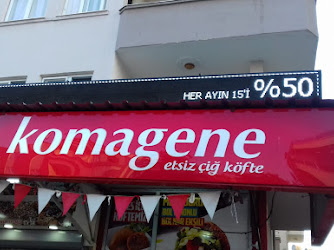 HER AYIN 15'İ %50
komagene
etsiz çiğ köfte